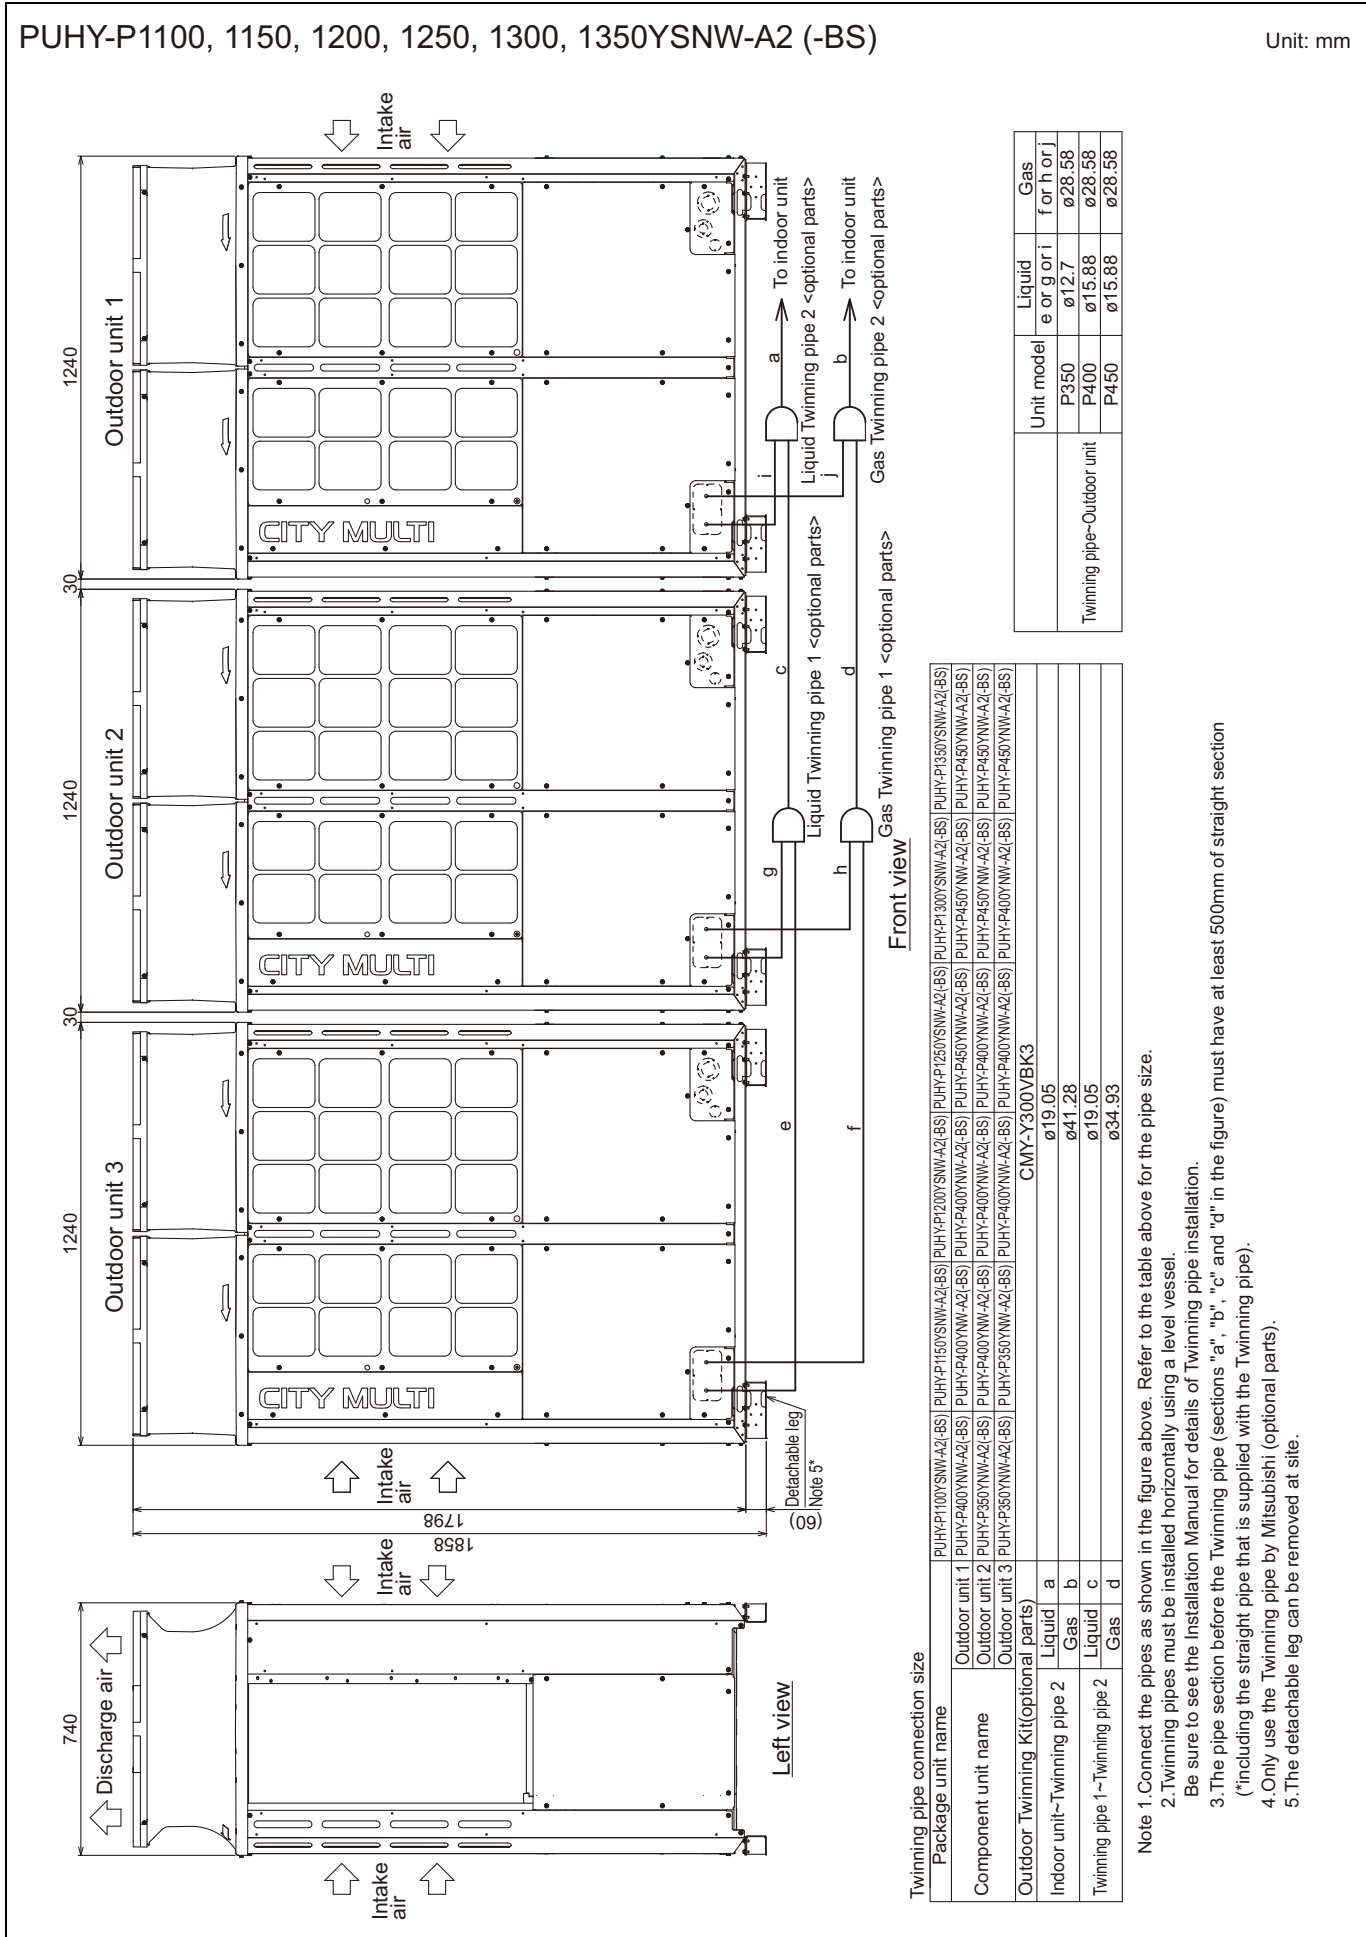 PUHY-P1100, 1150, 1200, 1250, 1300, 1350YSNW-A2 (-BS)
Unit: mm
740
Discharge air
Intake
air
Intake
air
Left view
1858
1798
(60)
Detachable leg
Note 5*
Intake
air
1240
30
1240
30
1240
Outdoor unit 3
Outdoor unit 2
Outdoor unit 1
CITY MULTI
CITY MULTI
CITY MULTI
Intake
air
e
f
g
h
c
d
i
j
a
b
To indoor unit
To indoor unit
Liquid Twinning pipe 1 <optional parts>
Gas Twinning pipe 1 <optional parts>
Liquid Twinning pipe 2 <optional parts>
Gas Twinning pipe 2 <optional parts>
Front view
Twinning pipe connection size
Package unit name PUHY-P1100YSNW-A2(-BS) PUHY-P1150YSNW-A2(-BS) PUHY-P1200YSNW-A2(-BS) PUHY-P1250YSNW-A2(-BS) PUHY-P1300YSNW-A2(-BS) PUHY-P1350YSNW-A2(-BS)
Component unit name
Outdoor unit 1 PUHY-P400YNW-A2(-BS) PUHY-P400YNW-A2(-BS) PUHY-P400YNW-A2(-BS) PUHY-P450YNW-A2(-BS) PUHY-P450YNW-A2(-BS) PUHY-P450YNW-A2(-BS)
Outdoor unit 2 PUHY-P350YNW-A2(-BS) PUHY-P400YNW-A2(-BS) PUHY-P400YNW-A2(-BS) PUHY-P400YNW-A2(-BS) PUHY-P450YNW-A2(-BS) PUHY-P450YNW-A2(-BS)
Outdoor unit 3 PUHY-P350YNW-A2(-BS) PUHY-P350YNW-A2(-BS) PUHY-P400YNW-A2(-BS) PUHY-P400YNW-A2(-BS) PUHY-P400YNW-A2(-BS) PUHY-P450YNW-A2(-BS)
Outdoor Twinning Kit(optional parts) CMY-Y300VBK3
Indoor unit~Twinning pipe 2 Liquid a ø19.05
Gas b ø41.28
Twinning pipe 1~Twinning pipe 2 Liquid c ø19.05
Gas d ø34.93
Unit model Liquid e or g or i Gas f or h or j
Twinning pipe~Outdoor unit
P350 ø12.7 ø28.58
P400 ø15.88 ø28.58
P450 ø15.88 ø28.58
Note 1.Connect the pipes as shown in the figure above. Refer to the table above for the pipe size.
2.Twinning pipes must be installed horizontally using a level vessel.
Be sure to see the Installation Manual for details of Twinning pipe installation.
3.The pipe section before the Twinning pipe (sections "a", "b", "c" and "d" in the figure) must have at least 500mm of straight section
(*including the straight pipe that is supplied with the Twinning pipe).
4.Only use the Twinning pipe by Mitsubishi (optional parts).
5.The detachable leg can be removed at site.